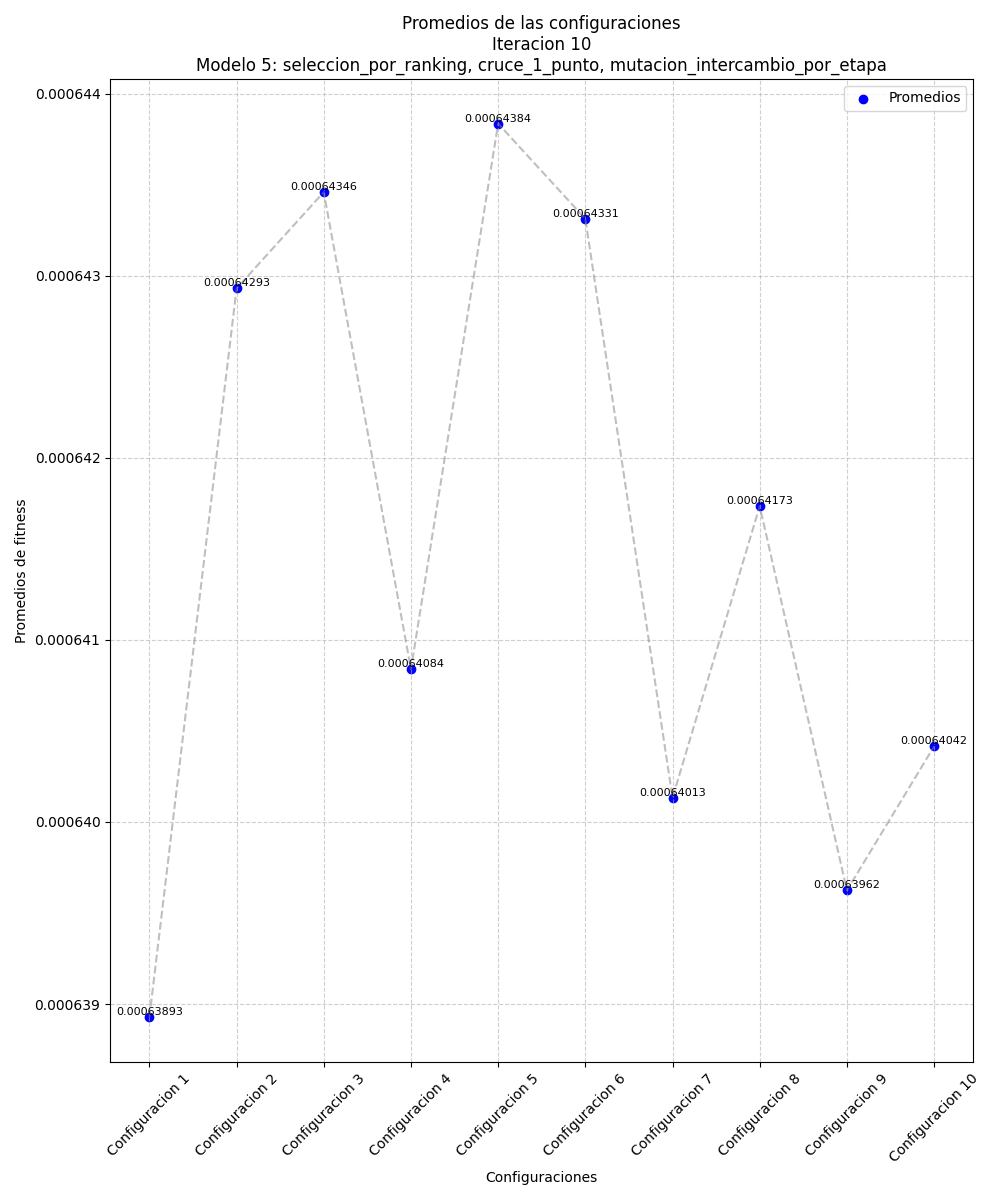 Promedios de las configuraciones
Iteracion 10
Modelo 5: seleccion_por_ranking, cruce_1_punto, mutacion_intercambio_por_etapa
Promedios
Promedios de fitness
0.000644
0.000643
0.000642
0.000641
0.000640
0.000639
0.00063893
0.00064293
0.00064346
0.00064084
0.00064384
0.00064331
0.00064013
0.00064173
0.00063962
0.00064042
Configuracion 1
Configuracion 2
Configuracion 3
Configuracion 4
Configuracion 5
Configuracion 6
Configuracion 7
Configuracion 8
Configuracion 9
Configuracion 10
Configuraciones